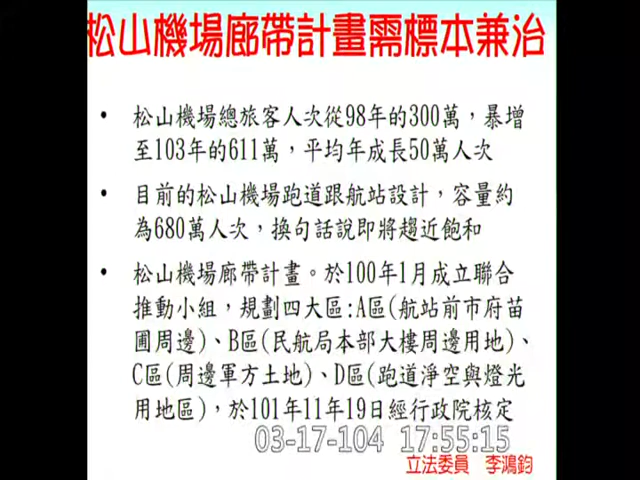 松山機場廊帶計畫需標本兼治
• 松山機場總旅客人次從98年的300萬，暴增
至103年的611萬，平均年成長50萬人次
• 目前的松山機場跑道跟航站設計，容量約
為680萬人次，換句話說即將趨近飽和
• 松山機場廊帶計畫。於100年1月成立聯合
推動小組，規劃四大區:A區(航站前市府苗
圃周邊)、B區(民航局本部大樓周邊用地)、
C區(周邊軍方土地)、D區(跑道淨空與燈光
用地區)，於101年11年19日經行政院核定
03-17-104 17:55:15
立法委員 李鴻鈞